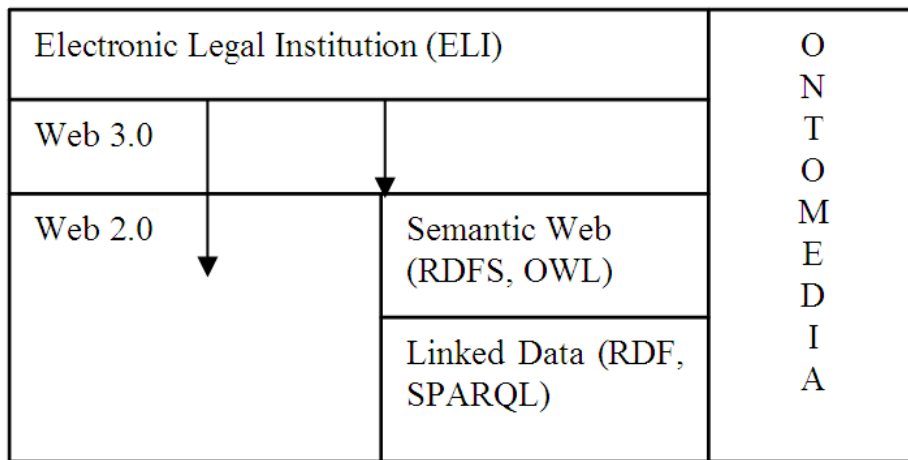 Electronic Legal Institution (ELI)
Web 3.0
Web 2.0
Semantic Web
(RDFS, OWL)
Linked Data (RDF,
SPARQL)
O
N
T
O
M
E
D
I
A